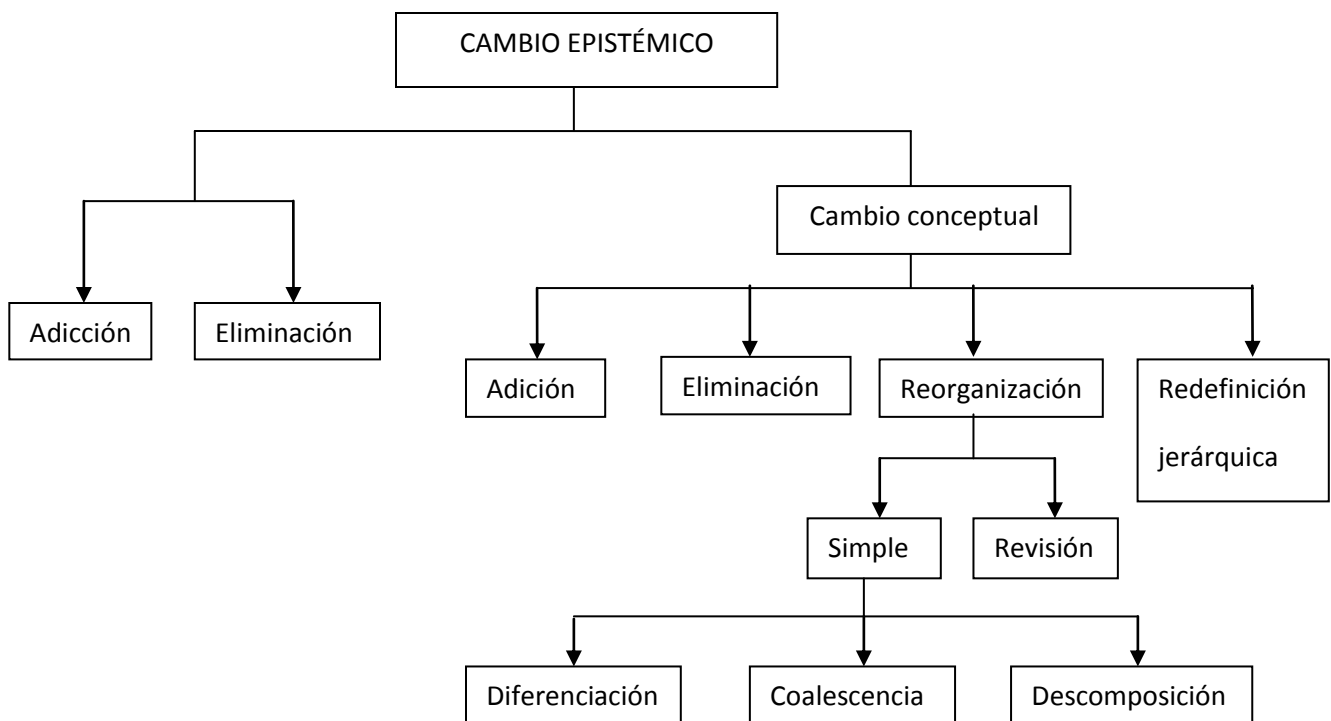 CAMBIO EPISTÉMICO
Cambio conceptual
Adicción
Eliminación
Adición
Eliminación
Reorganización
Redefinición
jerárquica
Simple
Revisión
Diferenciación
Coalescencia
Descomposición